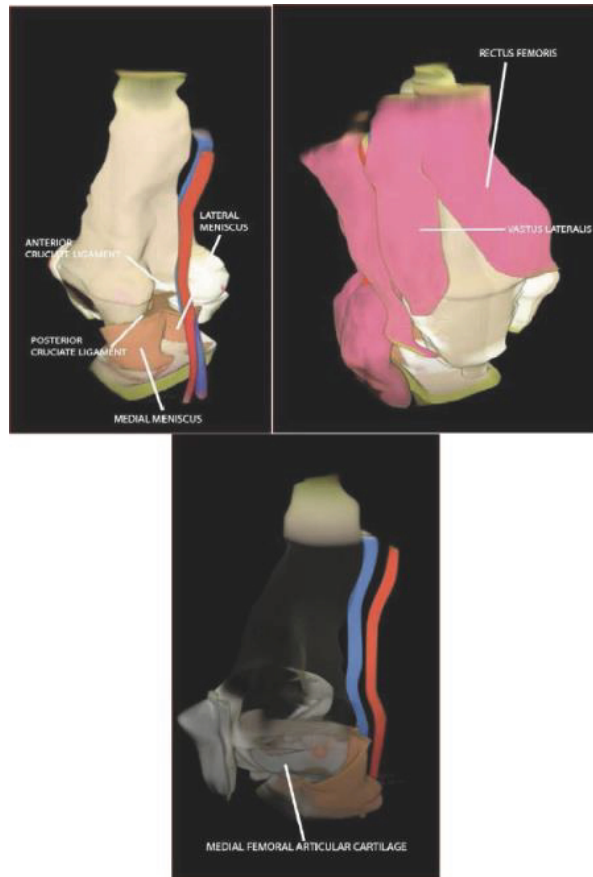 LATERAL
MENISCUS
ANTERIOR
CRUCIATE LIGAMENT
POSTERIOR
CRUCIATE LIGAMENT
MEDIAL MENISCUS
RECTUS FEMORIS
VASTUS LATERALIS
MEDIAL FEMORAL ARTICULAR CARTILAGE